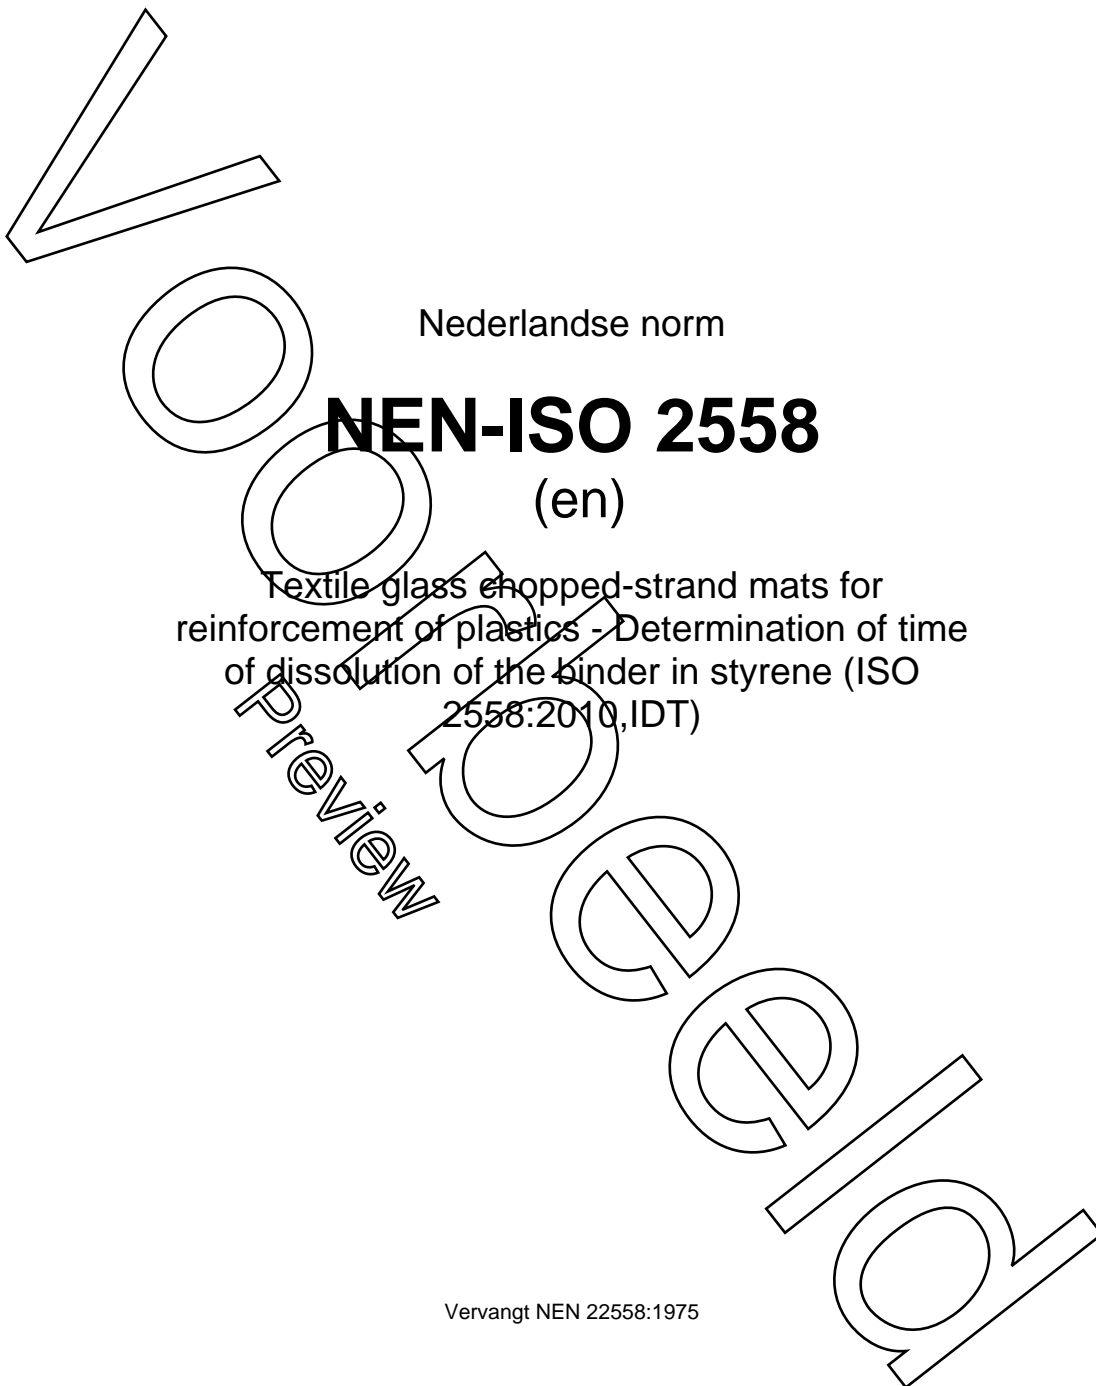 Nederlandse norm
NEN-ISO 2558
(en)
Textile glass chopped-strand mats for
reinforcement of plastics - Determination of time
of dissolution of the binder in styrene (ISO
2558:2010,IDT)
Voorbeeld
Preview
Vervangt NEN 22558:1975